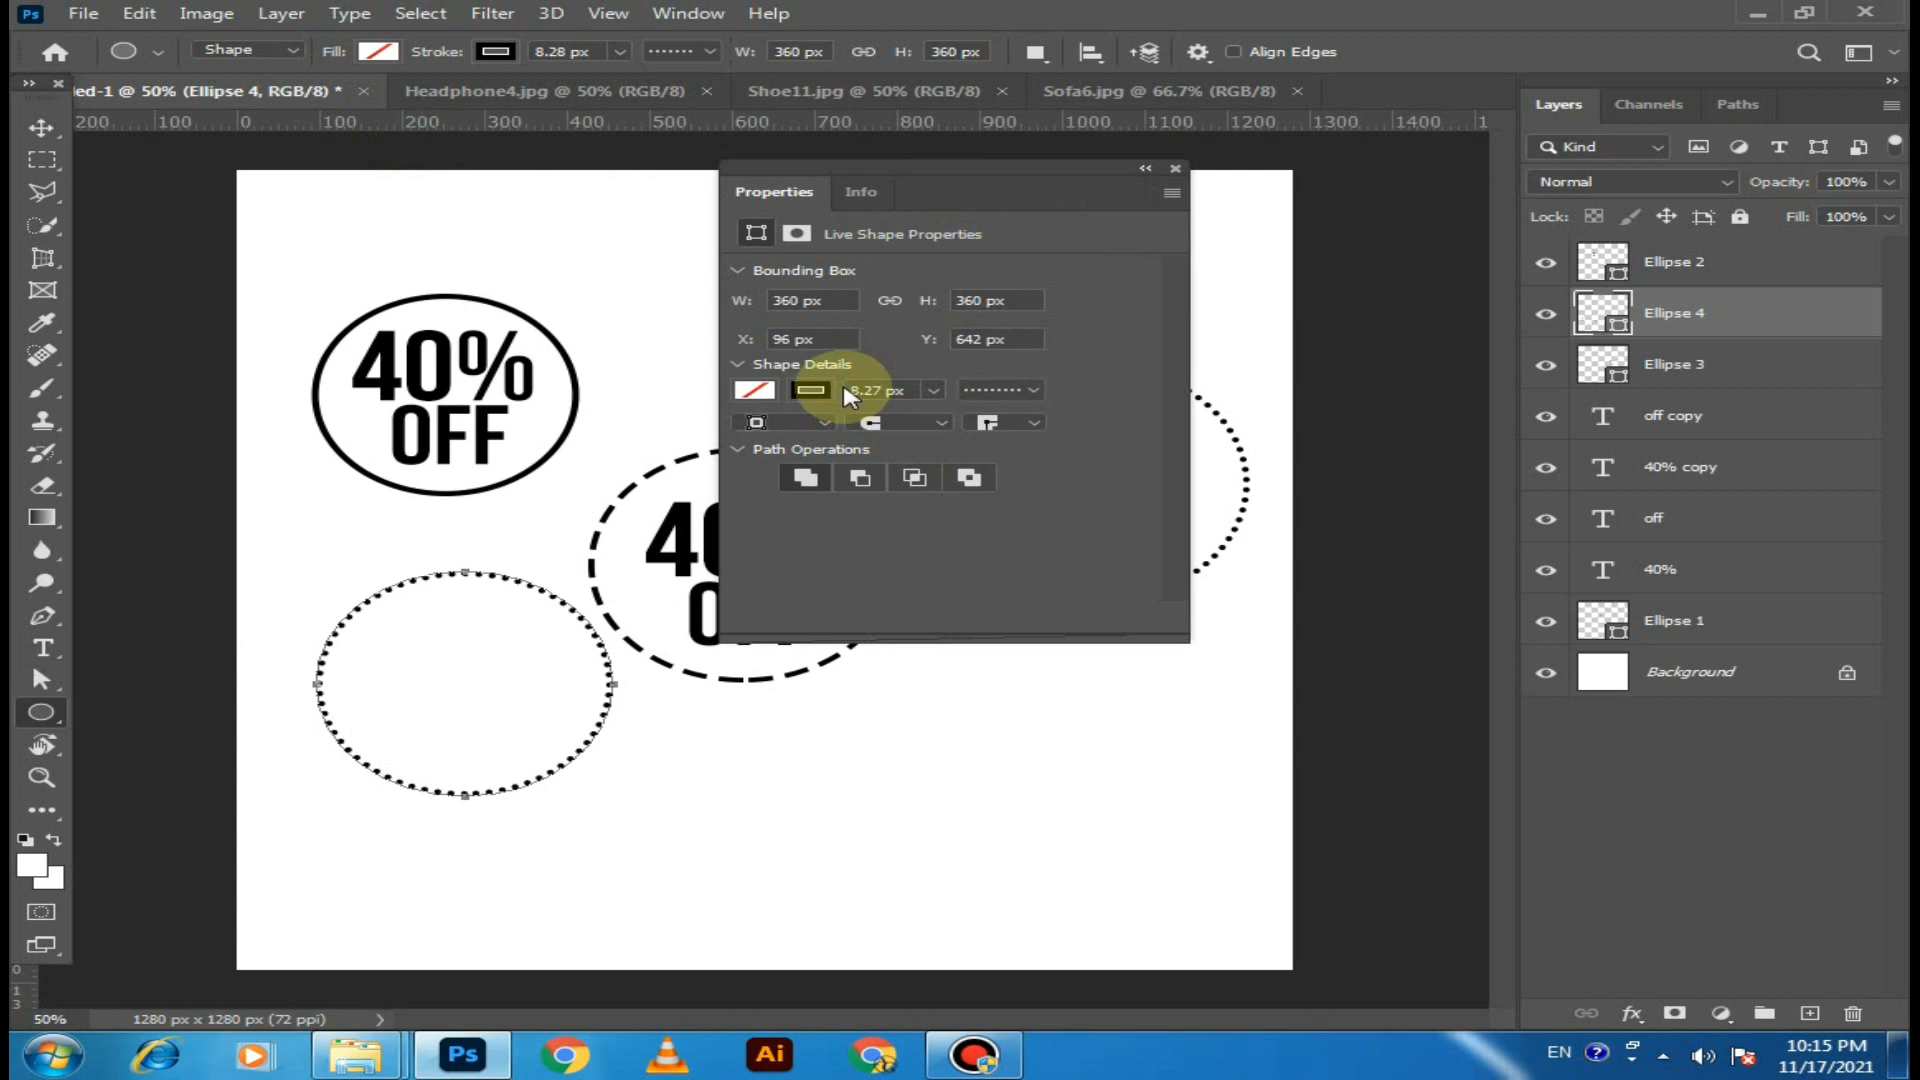 Ps File Edit Image Layer Type Select Filter 3D View Window Help
Shape Fill: Stroke: 8.28 px W: 360 px H: 360 px Align Edges
led-1 @ 50% (Ellipse 4, RGB/8) * Headphone4.jpg @ 50% (RGB/8) Shoe11.jpg @ 50% (RGB/8) Sofa6.jpg @ 66.7% (RGB/8)
200 100 0 100 200 300 400 500 600 700 800 900 1000 1100 1200 1300 1400 1
Layers Channels Paths
Kind
Normal Opacity: 100%
Lock: Fill: 100%
Ellipse 2
Ellipse 4
Ellipse 3
off copy
40% copy
off
40%
Ellipse 1
Background
Properties Info
Live Shape Properties
Bounding Box
W: 360 px H: 360 px
X: 96 px Y: 642 px
Shape Details
8.27 px
Path Operations
40%
OFF
0
1
3
50% 1280 px x 1280 px (72 ppi)
Ps Ai EN 10:15 PM
11/17/2021